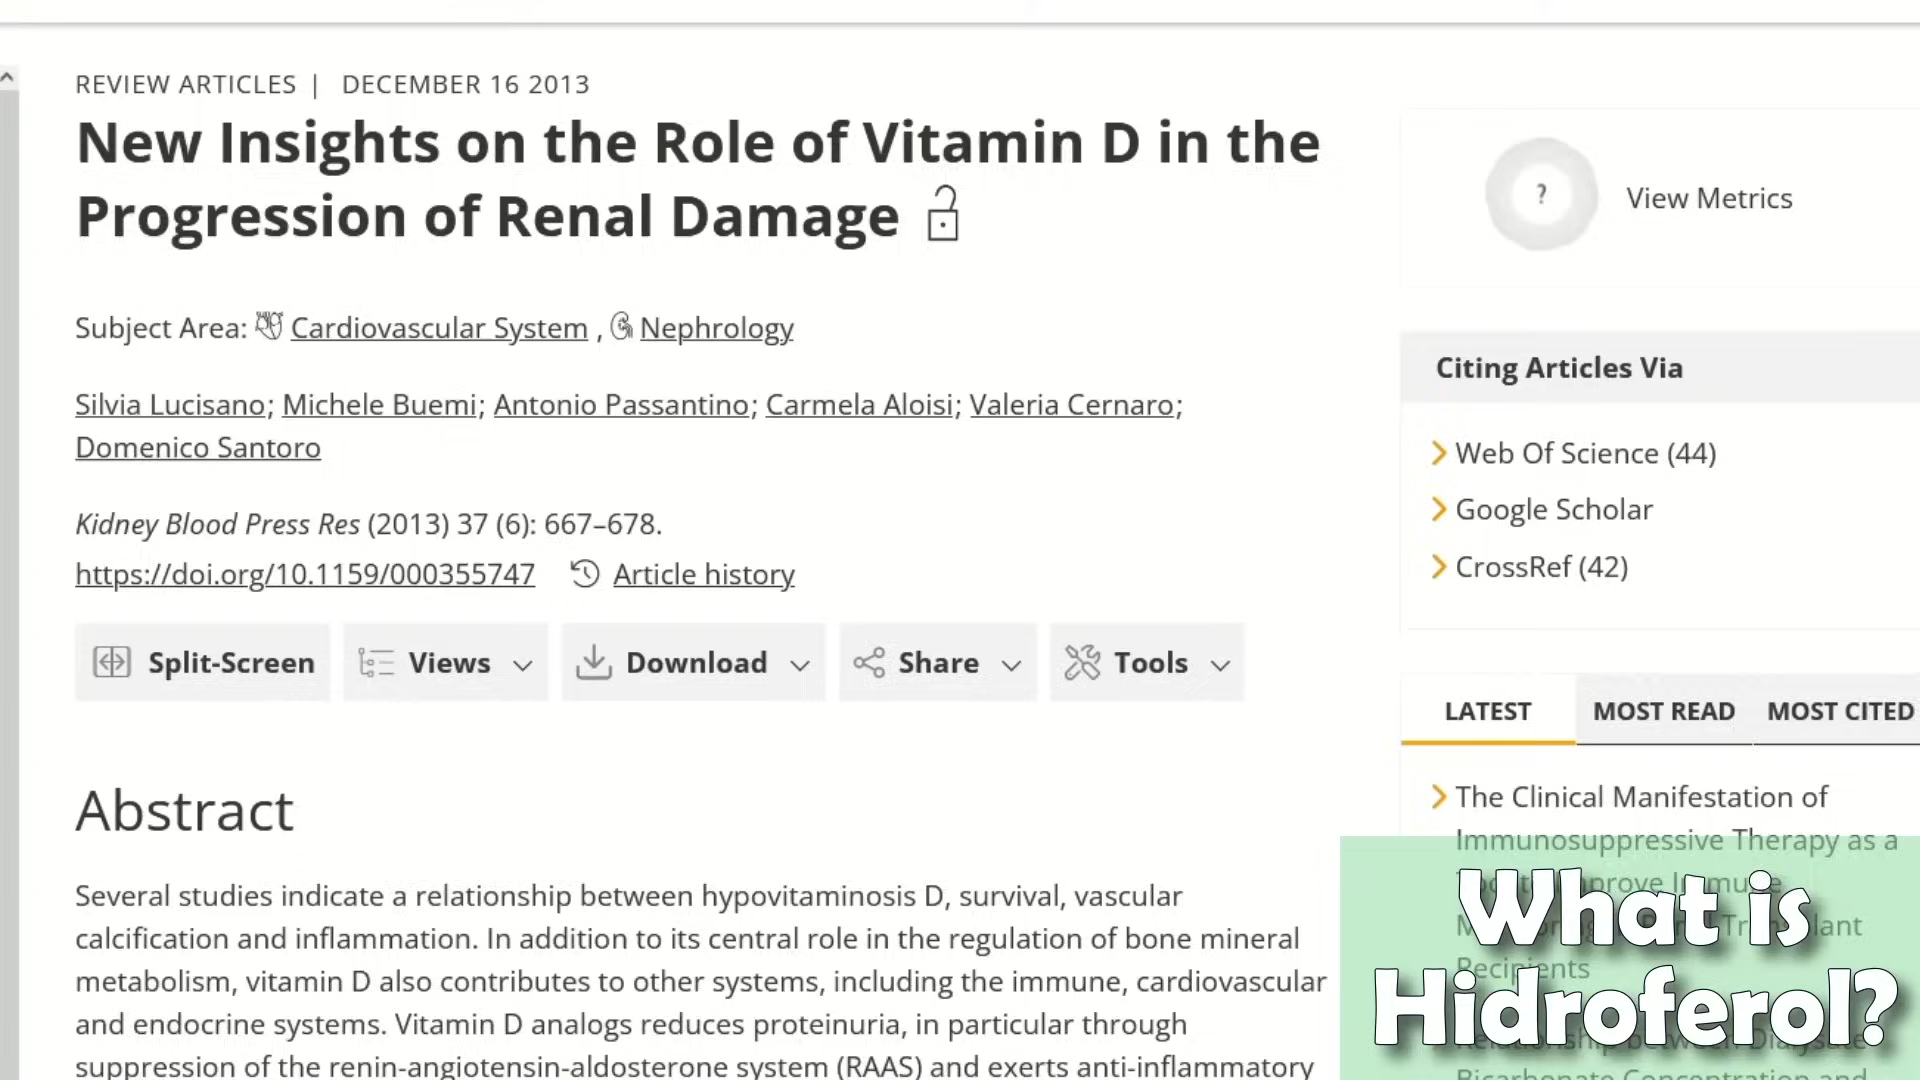 REVIEW ARTICLES | DECEMBER 16 2013
New Insights on the Role of Vitamin D in the
Progression of Renal Damage
Subject Area: Cardiovascular System , Nephrology
Silvia Lucisano; Michele Buemi; Antonio Passantino; Carmela Aloisi; Valeria Cernaro;
Domenico Santoro
Kidney Blood Press Res (2013) 37 (6): 667–678.
https://doi.org/10.1159/000355747 Article history
Split-Screen Views Download Share Tools
Abstract
Several studies indicate a relationship between hypovitaminosis D, survival, vascular
calcification and inflammation. In addition to its central role in the regulation of bone mineral
metabolism, vitamin D also contributes to other systems, including the immune, cardiovascular
and endocrine systems. Vitamin D analogs reduces proteinuria, in particular through
suppression of the renin-angiotensin-aldosterone system (RAAS) and exerts anti-inflammatory
?
View Metrics
Citing Articles Via
Web Of Science (44)
Google Scholar
CrossRef (42)
LATEST MOST READ MOST CITED
The Clinical Manifestation of
Immunosuppressive Therapy as a
Recipients
Bicarbonate Concentration and
What is
Hidroferol?